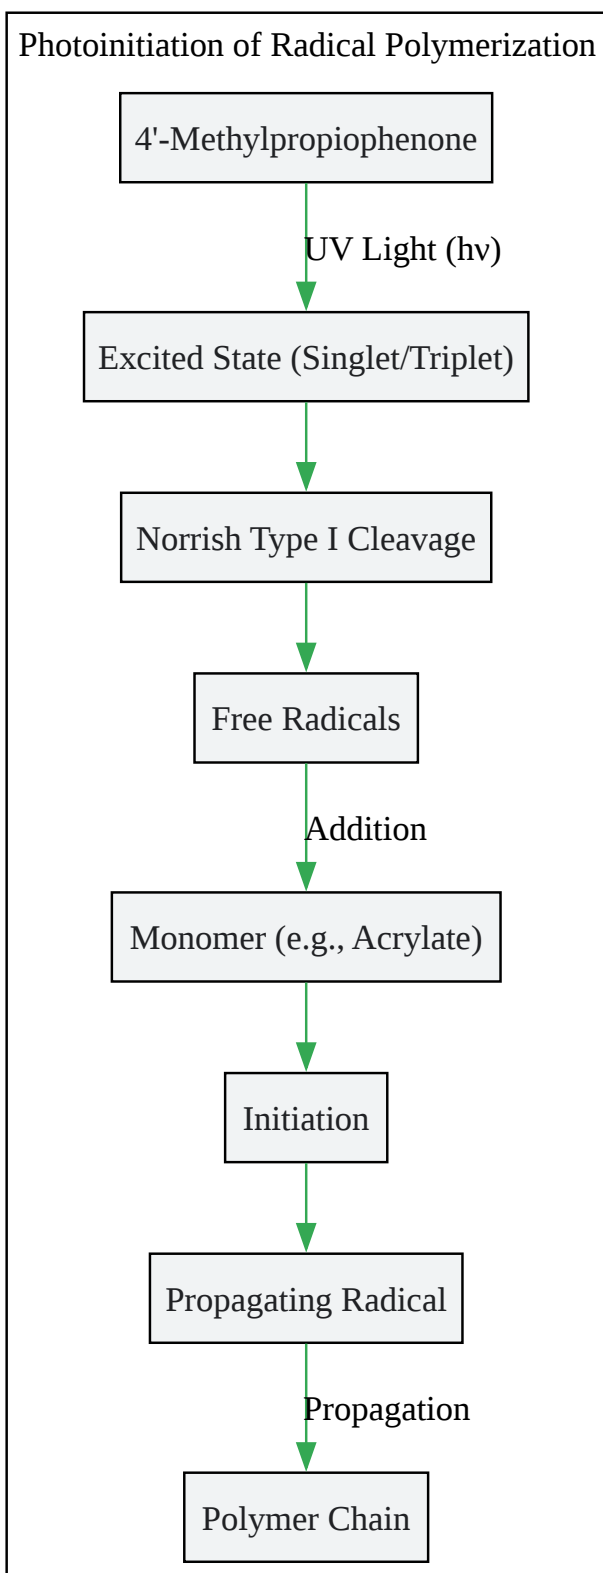 Photoinitiation of Radical Polymerization
4'-Methylpropiophenone
UV Light (hν)
Excited State (Singlet/Triplet)
Norrish Type I Cleavage
Free Radicals
Addition
Monomer (e.g., Acrylate)
Initiation
Propagating Radical
Propagation
Polymer Chain